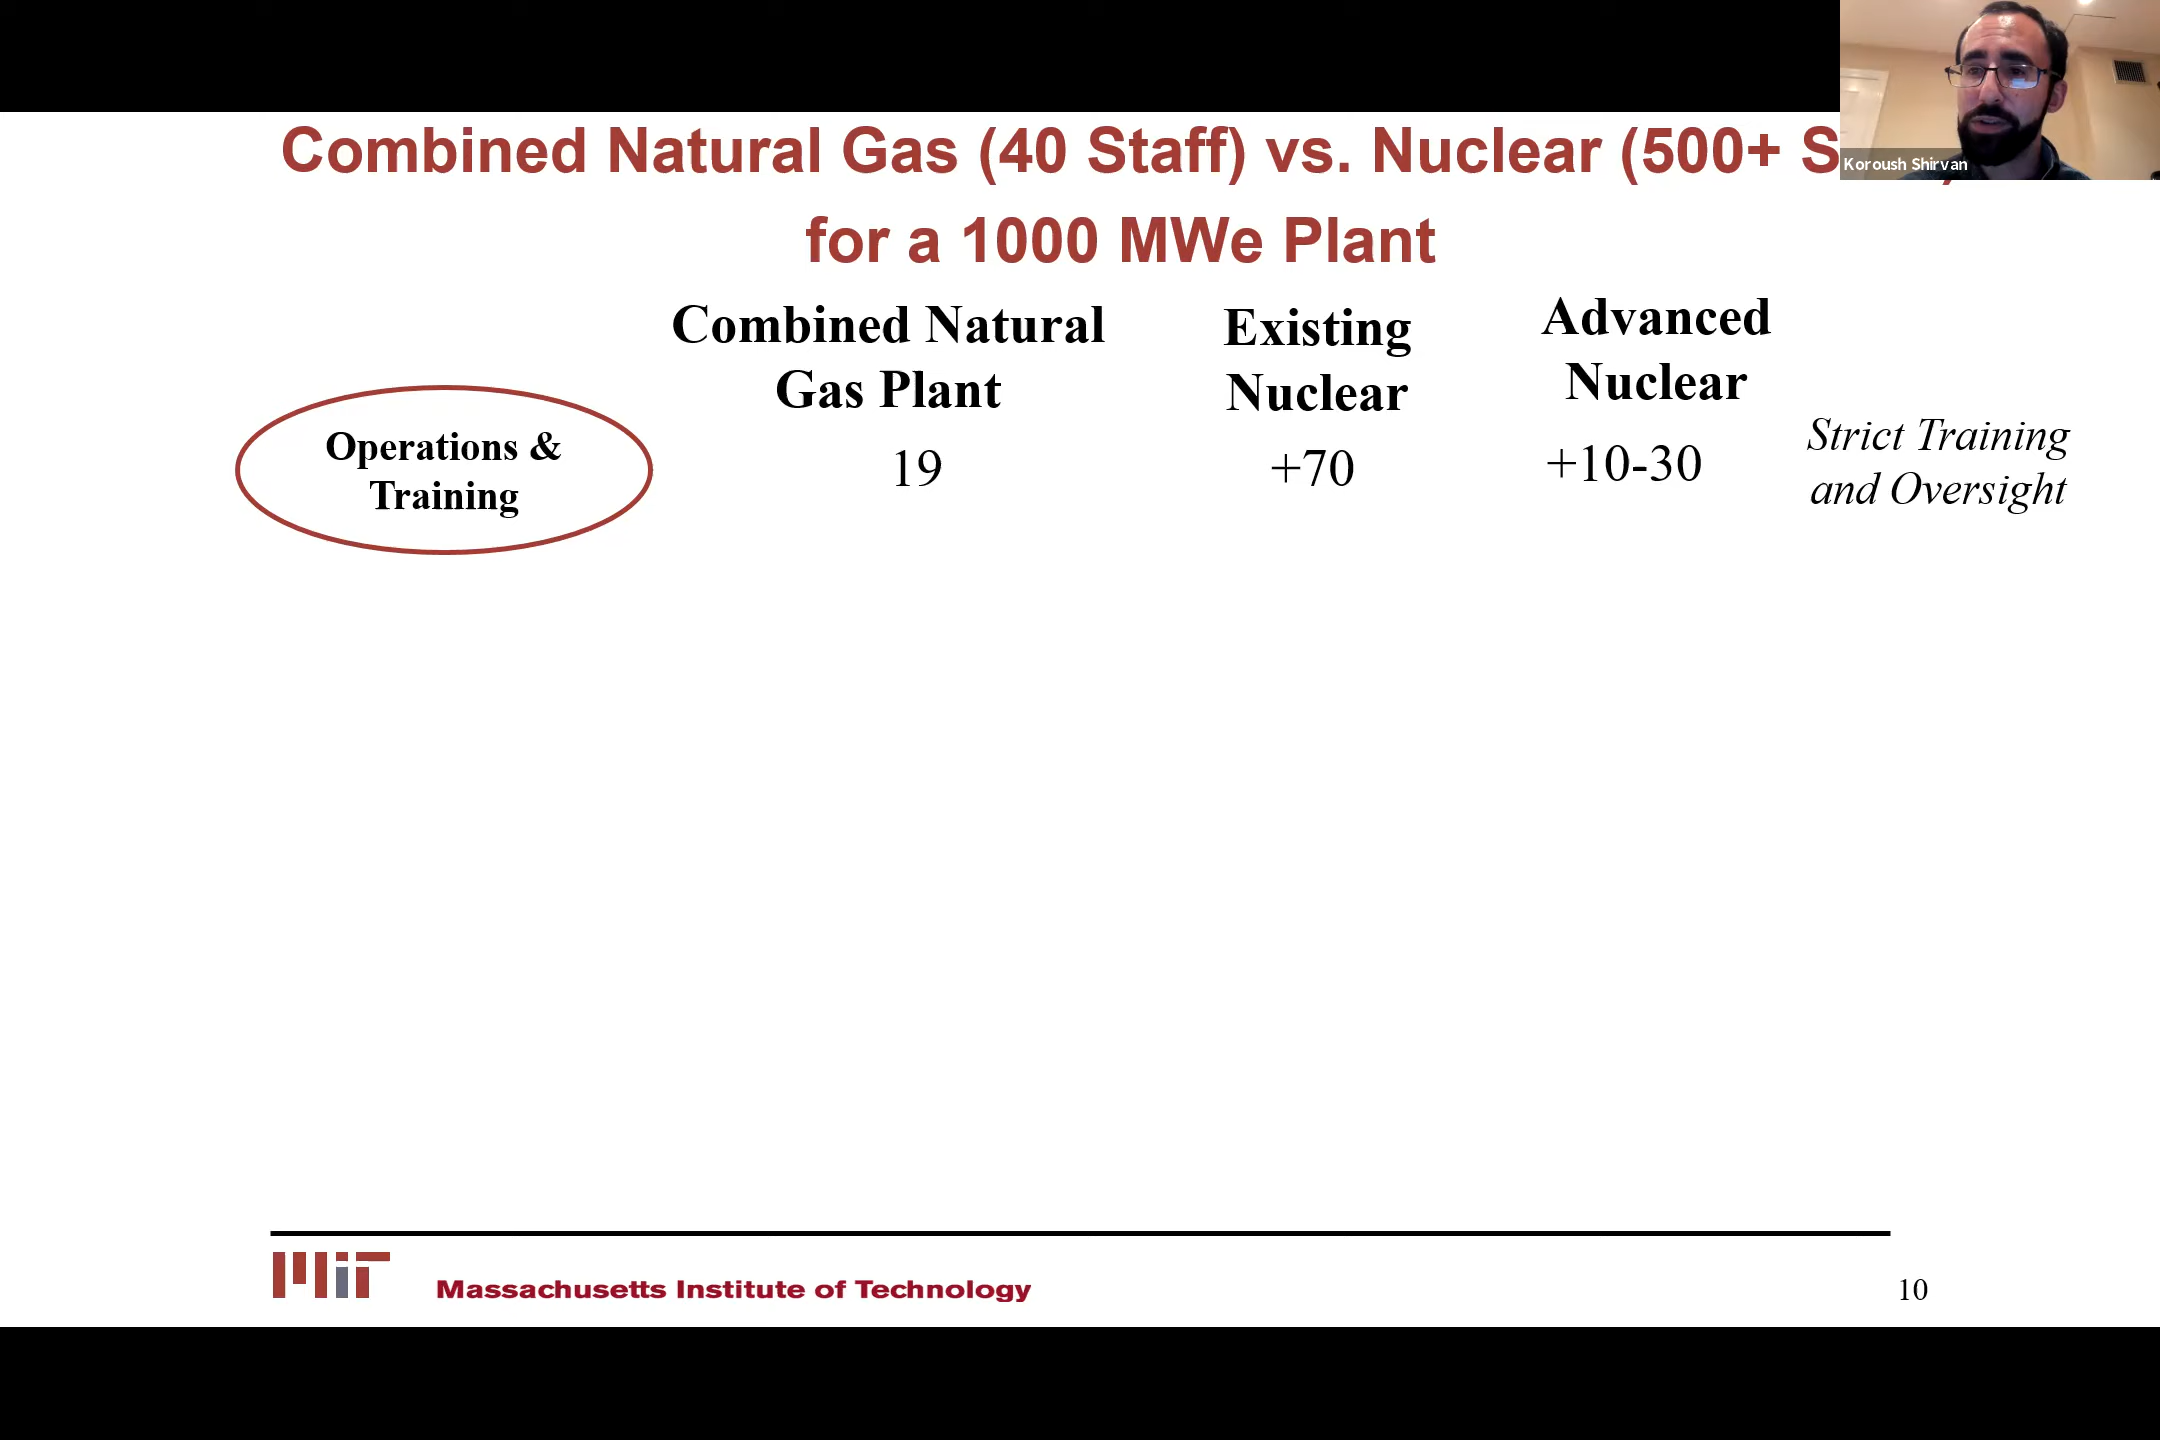 Combined Natural Gas (40 Staff) vs. Nuclear (500+
for a 1000 MWe Plant
Koroush Shirvan
Combined Natural
Gas Plant
Existing
Nuclear
Advanced
Nuclear
Operations &
Training
19
+70
+10-30
Strict Training
and Oversight
MIT
Massachusetts Institute of Technology
10